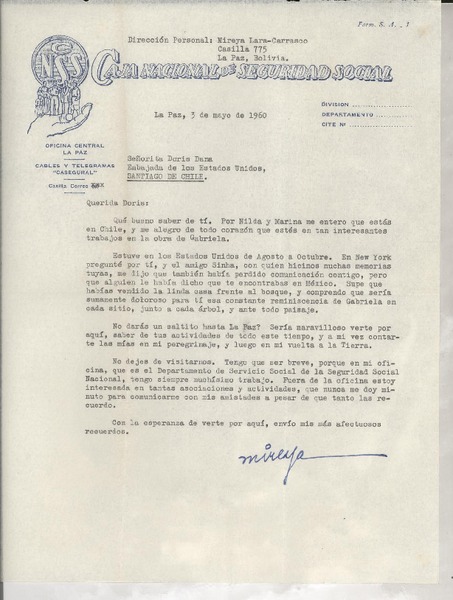 Form. S. A. - 1
Dirección Personal: Mireya Lara-Carrasco
Casilla 775
La Paz, Bolivia.
CNSS
CAJA NACIONAL DE SEGURIDAD SOCIAL
La Paz, 3 de mayo de 1960
DIVISION
DEPARTAMENTO
CITE Nº
OFICINA CENTRAL
LA PAZ
CABLES Y TELEGRAMAS
"CASEGURAL"
Casilla Correo
Señorita Doris Dana
Embajada de los Estados Unidos,
SANTIAGO DE CHILE.
Querida Doris:
Qué bueno saber de tí. Por Nilda y Marina me entero que estás
en Chile, y me alegro de todo corazón que estés en tan interesantes
trabajos en la obra de Gabriela.
Estuve en los Estados Unidos de Agosto a Octubre. En New York
pregunté por tí, y el amigo Sinha, con quien hicimos muchas memorias
tuyas, me dijo que también había perdido comunicación contigo, pero
que alguien le había dicho que te encontrabas en México. Supe que
habías vendido la linda casa frente al bosque, y comprendo que sería
sumamente doloroso para tí esa constante reminiscencia de Gabriela en
cada sitio, junto a cada árbol, y ante todo paisaje.
No darás un saltito hasta La Paz? Sería maravilloso verte por
aquí, saber de tus actividades de todo este tiempo, y a mi vez contar-
te las mías en mi peregrinaje, y luego en mi vuelta a la Tierra.
No dejes de visitarnos. Tengo que ser breve, porque en mi ofi-
cina, que es el Departamento de Servicio Social de la Seguridad Social
Nacional, tengo siempre muchísimo trabajo. Fuera de la oficina estoy
interesada en tantas asociaciones y actividades, que nunca me doy mi-
nuto para comunicarme con mis amistades a pesar de que tanto las re-
cuerdo.
Con la esperanza de verte por aquí, envío mis más afectuosos
recuerdos.
mireya